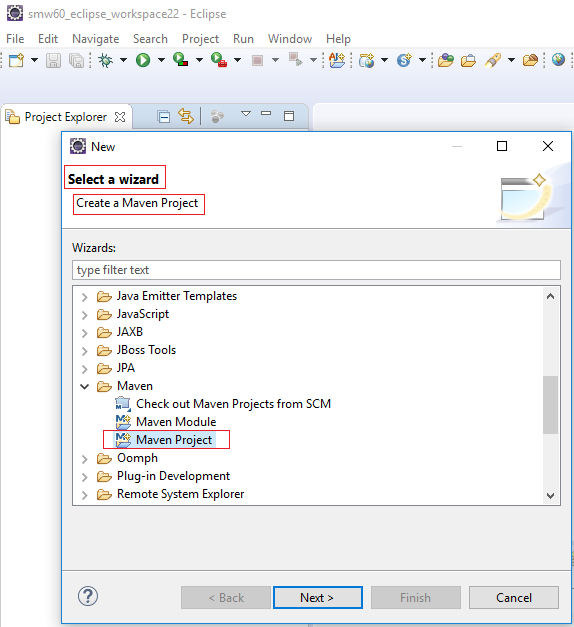 smw60_eclipse_workspace22 - Eclipse
File Edit Navigate Search Project Run Window Help
Project Explorer
New
Select a wizard
Create a Maven Project
Wizards:
type filter text
Java Emitter Templates
JavaScript
JAXB
JBoss Tools
JPA
Maven
Check out Maven Projects from SCM
Maven Module
Maven Project
Oomph
Plug-in Development
Remote System Explorer
< Back Next > Finish Cancel